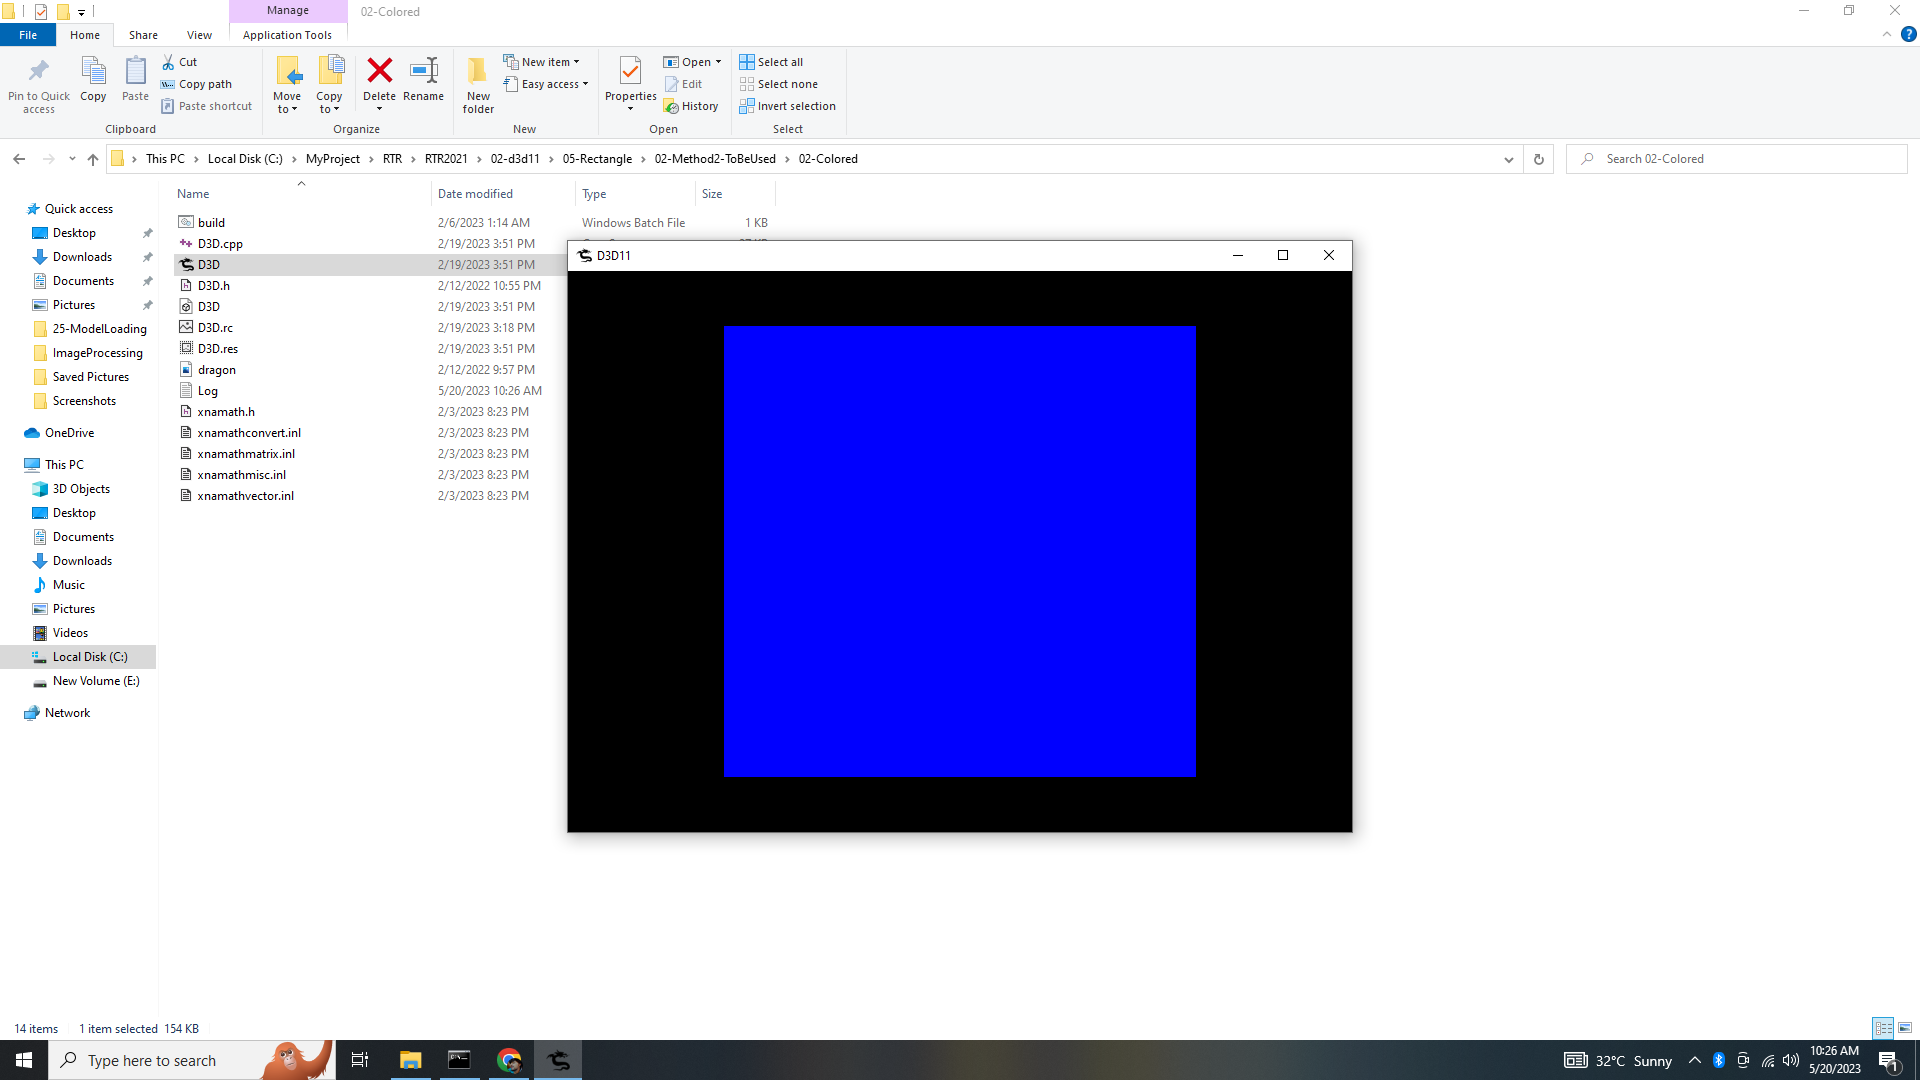 Manage
02-Colored
File
Home
Share
View
Application Tools
Pin to Quick access
Copy
Paste
Cut
Copy path
Paste shortcut
Clipboard
Move to
Copy to
Delete
Rename
Organize
New folder
New item
Easy access
New
Properties
Open
Edit
History
Open
Select all
Select none
Invert selection
Select
This PC
Local Disk (C:)
MyProject
RTR
RTR2021
02-d3d11
05-Rectangle
02-Method2-ToBeUsed
02-Colored
Search 02-Colored
Quick access
Desktop
Downloads
Documents
Pictures
25-ModelLoading
ImageProcessing
Saved Pictures
Screenshots
OneDrive
This PC
3D Objects
Desktop
Documents
Downloads
Music
Pictures
Videos
Local Disk (C:)
New Volume (E:)
Network
Name Date modified Type Size
build 2/6/2023 1:14 AM Windows Batch File 1 KB
D3D.cpp 2/19/2023 3:51 PM
D3D 2/19/2023 3:51 PM
D3D.h 2/12/2022 10:55 PM
D3D 2/19/2023 3:51 PM
D3D.rc 2/19/2023 3:18 PM
D3D.res 2/19/2023 3:51 PM
dragon 2/12/2022 9:57 PM
Log 5/20/2023 10:26 AM
xnamath.h 2/3/2023 8:23 PM
xnamathconvert.inl 2/3/2023 8:23 PM
xnamathmatrix.inl 2/3/2023 8:23 PM
xnamathmisc.inl 2/3/2023 8:23 PM
xnamathvector.inl 2/3/2023 8:23 PM
D3D11
14 items 1 item selected 154 KB
Type here to search
32°C Sunny
10:26 AM
5/20/2023
1